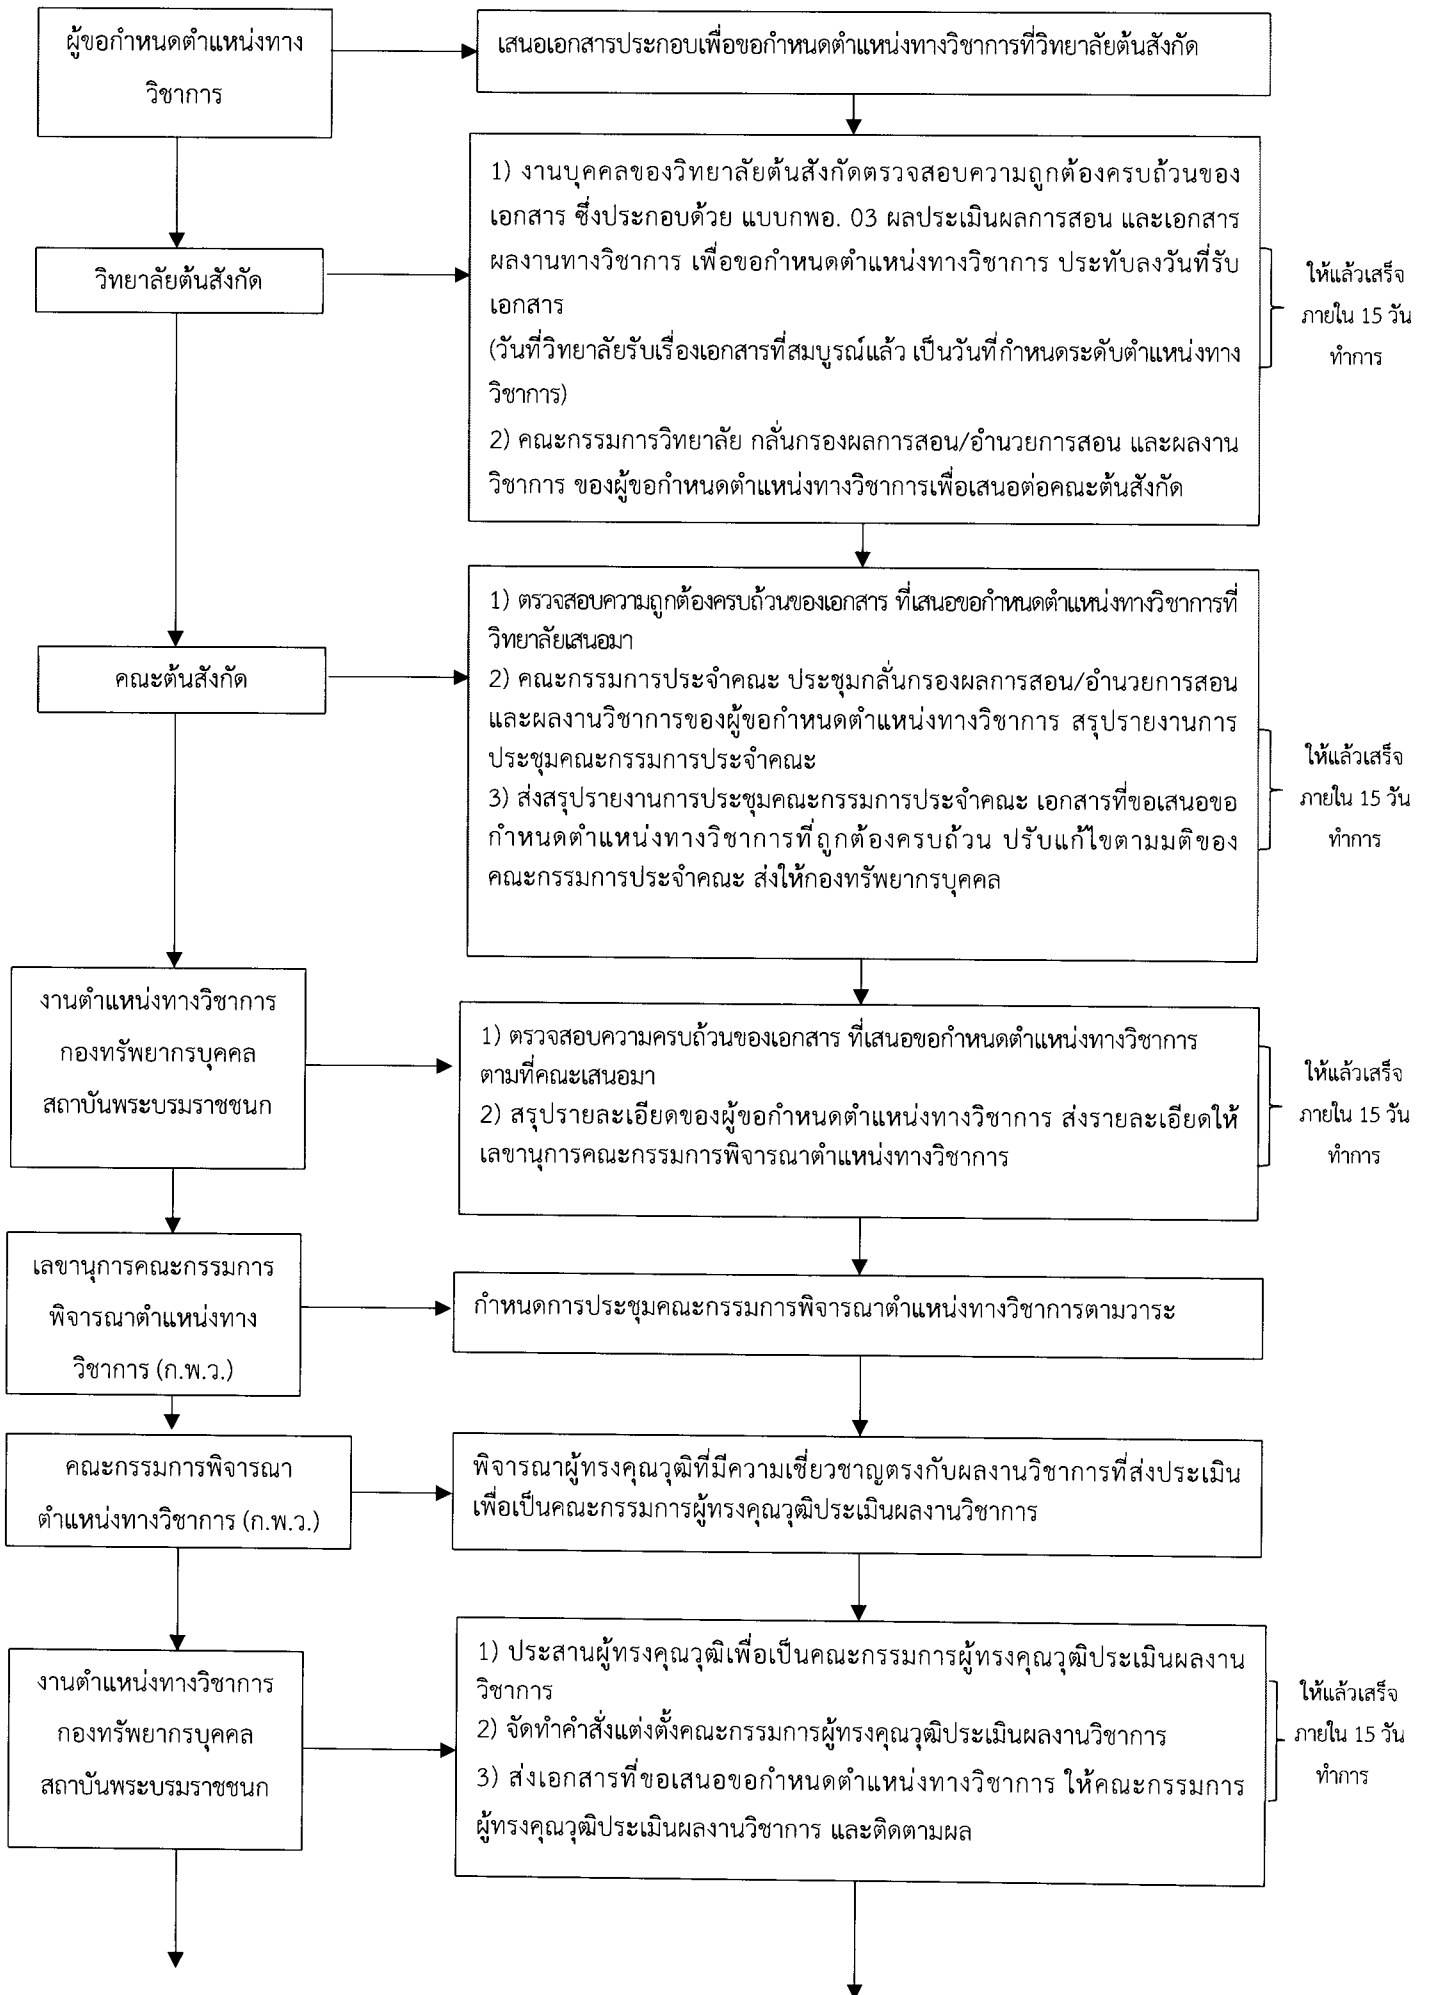 ผู้ขอกำหนดตำแหน่งทาง
วิชาการ
เสนอเอกสารประกอบเพื่อขอกำหนดตำแหน่งทางวิชาการที่วิทยาลัยต้นสังกัด
วิทยาลัยต้นสังกัด
1) งานบุคคลของวิทยาลัยต้นสังกัดตรวจสอบความถูกต้องครบถ้วนของ
เอกสาร ซึ่งประกอบด้วย แบบกพอ. 03 ผลประเมินผลการสอน และเอกสาร
ผลงานทางวิชาการ เพื่อขอกำหนดตำแหน่งทางวิชาการ ประทับลงวันที่รับ
เอกสาร
(วันที่วิทยาลัยรับเรื่องเอกสารที่สมบูรณ์แล้ว เป็นวันที่กำหนดระดับตำแหน่งทาง
วิชาการ)
2) คณะกรรมการวิทยาลัย กลั่นกรองผลการสอน/อำนวยการสอน และผลงาน
วิชาการ ของผู้ขอกำหนดตำแหน่งทางวิชาการเพื่อเสนอต่อคณะต้นสังกัด
ให้แล้วเสร็จ
ภายใน 15 วัน
ทำการ
คณะต้นสังกัด
1) ตรวจสอบความถูกต้องครบถ้วนของเอกสาร ที่เสนอขอกำหนดตำแหน่งทางวิชาการที่
วิทยาลัยเสนอมา
2) คณะกรรมการประจำคณะ ประชุมกลั่นกรองผลการสอน/อำนวยการสอน
และผลงานวิชาการของผู้ขอกำหนดตำแหน่งทางวิชาการ สรุปรายงานการ
ประชุมคณะกรรมการประจำคณะ
3) ส่งสรุปรายงานการประชุมคณะกรรมการประจำคณะ เอกสารที่ขอเสนอขอ
กำหนดตำแหน่งทางวิชาการที่ถูกต้องครบถ้วน ปรับแก้ไขตามมติของ
คณะกรรมการประจำคณะ ส่งให้กองทรัพยากรบุคคล
ให้แล้วเสร็จ
ภายใน 15 วัน
ทำการ
งานตำแหน่งทางวิชาการ
กองทรัพยากรบุคคล
สถาบันพระบรมราชชนก
1) ตรวจสอบความครบถ้วนของเอกสาร ที่เสนอขอกำหนดตำแหน่งทางวิชาการ
ตามที่คณะเสนอมา
2) สรุปรายละเอียดของผู้ขอกำหนดตำแหน่งทางวิชาการ ส่งรายละเอียดให้
เลขานุการคณะกรรมการพิจารณาตำแหน่งทางวิชาการ
ให้แล้วเสร็จ
ภายใน 15 วัน
ทำการ
เลขานุการคณะกรรมการ
พิจารณาตำแหน่งทาง
วิชาการ (ก.พ.ว.)
กำหนดการประชุมคณะกรรมการพิจารณาตำแหน่งทางวิชาการตามวาระ
คณะกรรมการพิจารณา
ตำแหน่งทางวิชาการ (ก.พ.ว.)
พิจารณาผู้ทรงคุณวุฒิที่มีความเชี่ยวชาญตรงกับผลงานวิชาการที่ส่งประเมิน
เพื่อเป็นคณะกรรมการผู้ทรงคุณวุฒิประเมินผลงานวิชาการ
งานตำแหน่งทางวิชาการ
กองทรัพยากรบุคคล
สถาบันพระบรมราชชนก
1) ประสานผู้ทรงคุณวุฒิเพื่อเป็นคณะกรรมการผู้ทรงคุณวุฒิประเมินผลงาน
วิชาการ
2) จัดทำคำสั่งแต่งตั้งคณะกรรมการผู้ทรงคุณวุฒิประเมินผลงานวิชาการ
3) ส่งเอกสารที่ขอเสนอขอกำหนดตำแหน่งทางวิชาการ ให้คณะกรรมการ
ผู้ทรงคุณวุฒิประเมินผลงานวิชาการ และติดตามผล
ให้แล้วเสร็จ
ภายใน 15 วัน
ทำการ